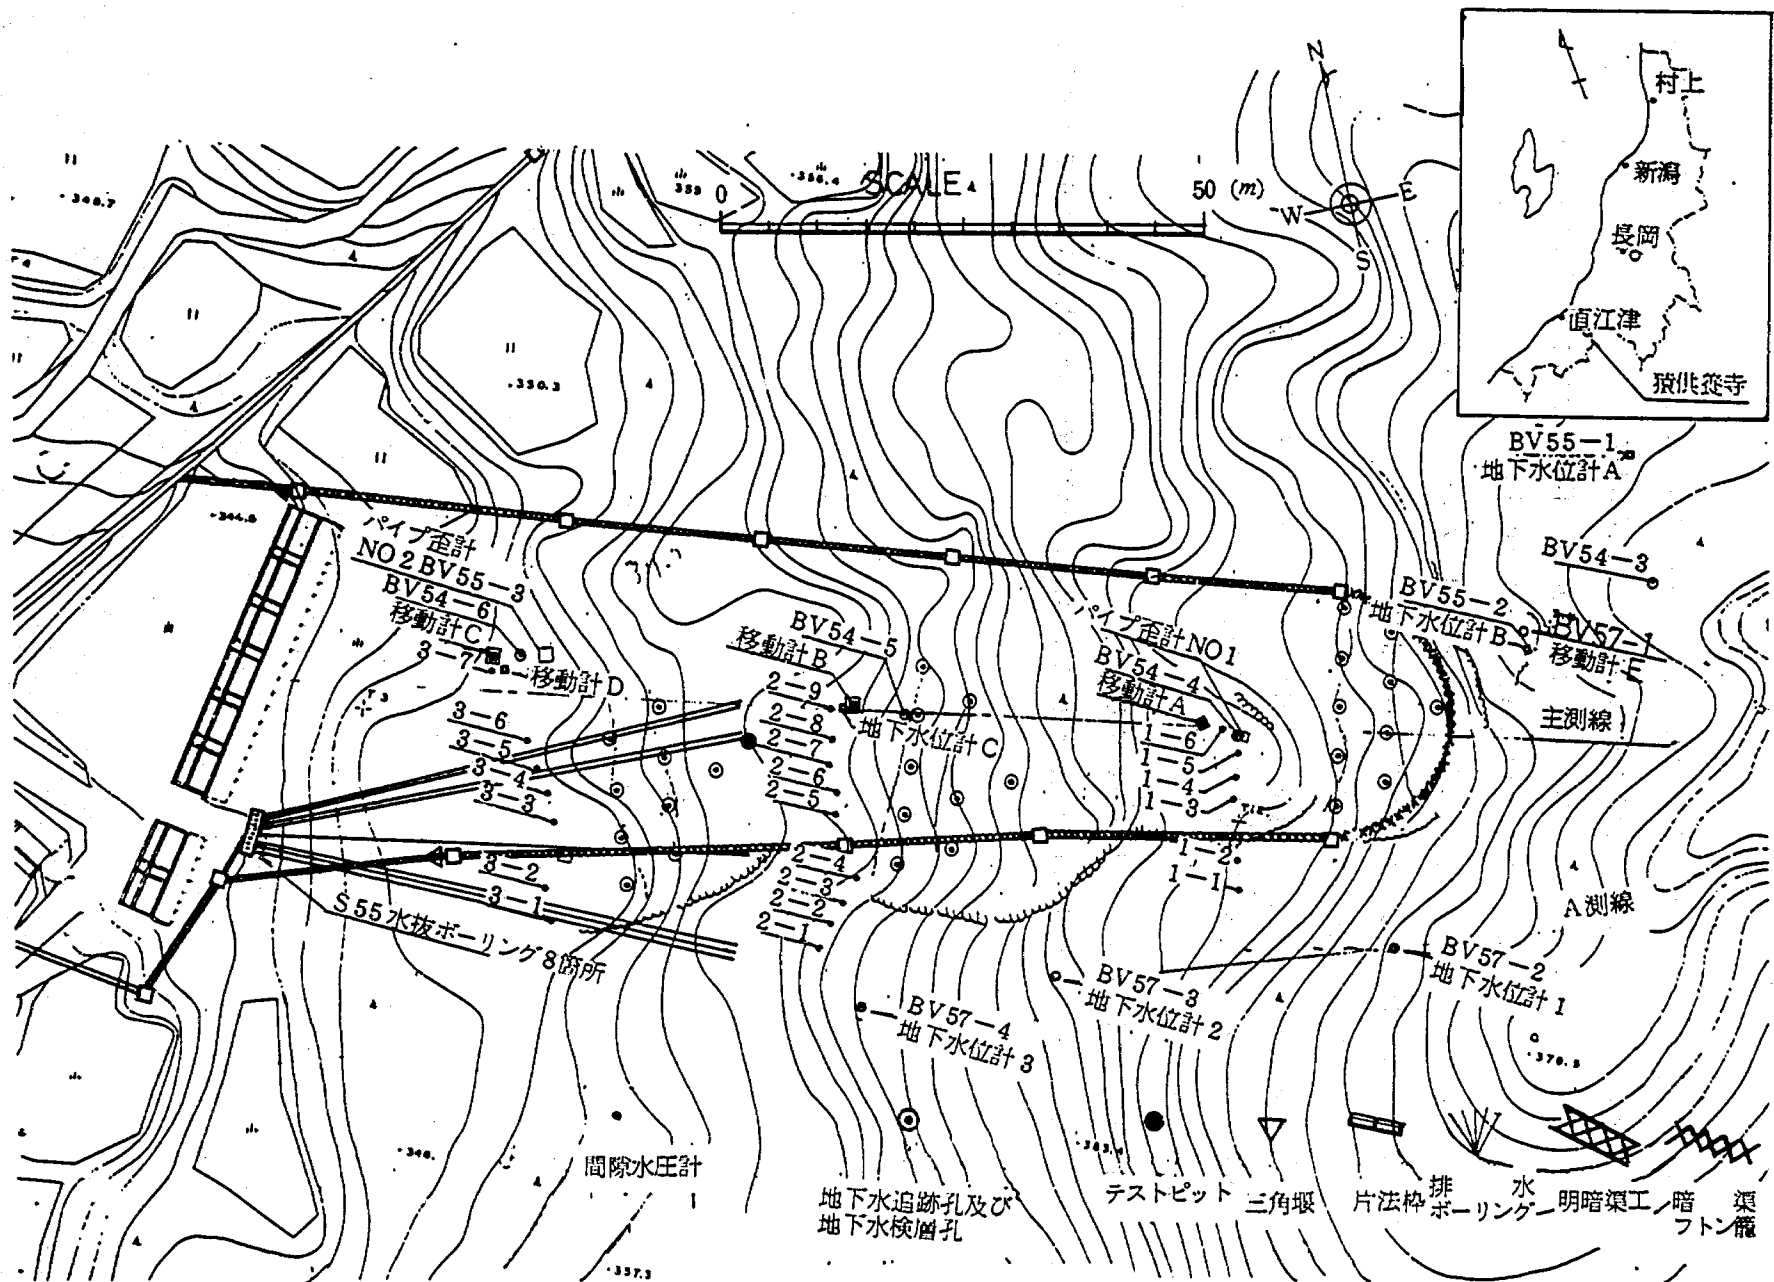 N
W
E
S
SCALE
0
50 (m)
村上
新潟
長岡
直江津
猿供養寺
BV55-1
地下水位計A
BV54-3
BV55-2
地下水位計B
BV57-1
移動計E
主測線
A測線
パイプ歪計
NO2 BV55-3
BV54-6
移動計C
3-7
移動計D
BV54-5
移動計B
地下水位計C
パイプ歪計NO1
BV54-4
移動計A
3-6
3-5
3-4
3-3
3-2
3-1
2-9
2-8
2-7
2-6
2-5
2-4
2-3
2-2
2-1
1-6
1-5
1-4
1-3
1-2
1-1
S55水抜ボーリング8箇所
BV57-2
地下水位計1
BV57-3
地下水位計2
BV57-4
地下水位計3
359
・330.3
・370.5
・357.3
間隙水圧計
地下水追跡孔及び
地下水検層孔
テストピット
三角堰
片法枠
排水
ボーリング
明暗渠工
暗渠
フトン籠